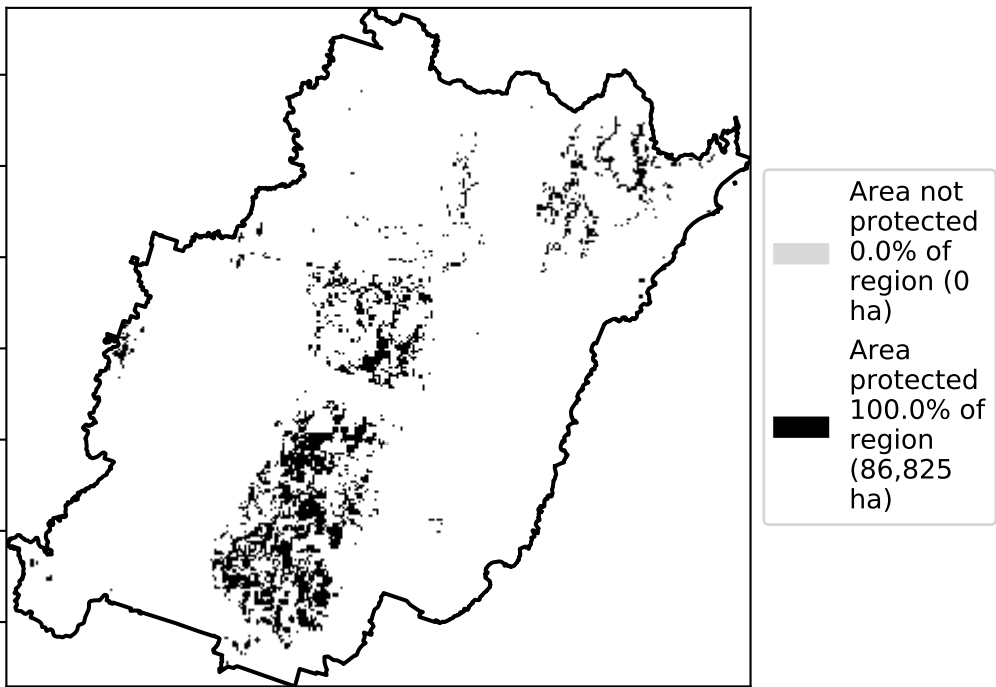 Area not
protected
0.0% of
region (0
ha)
Area
protected
100.0% of
region
(86,825
ha)